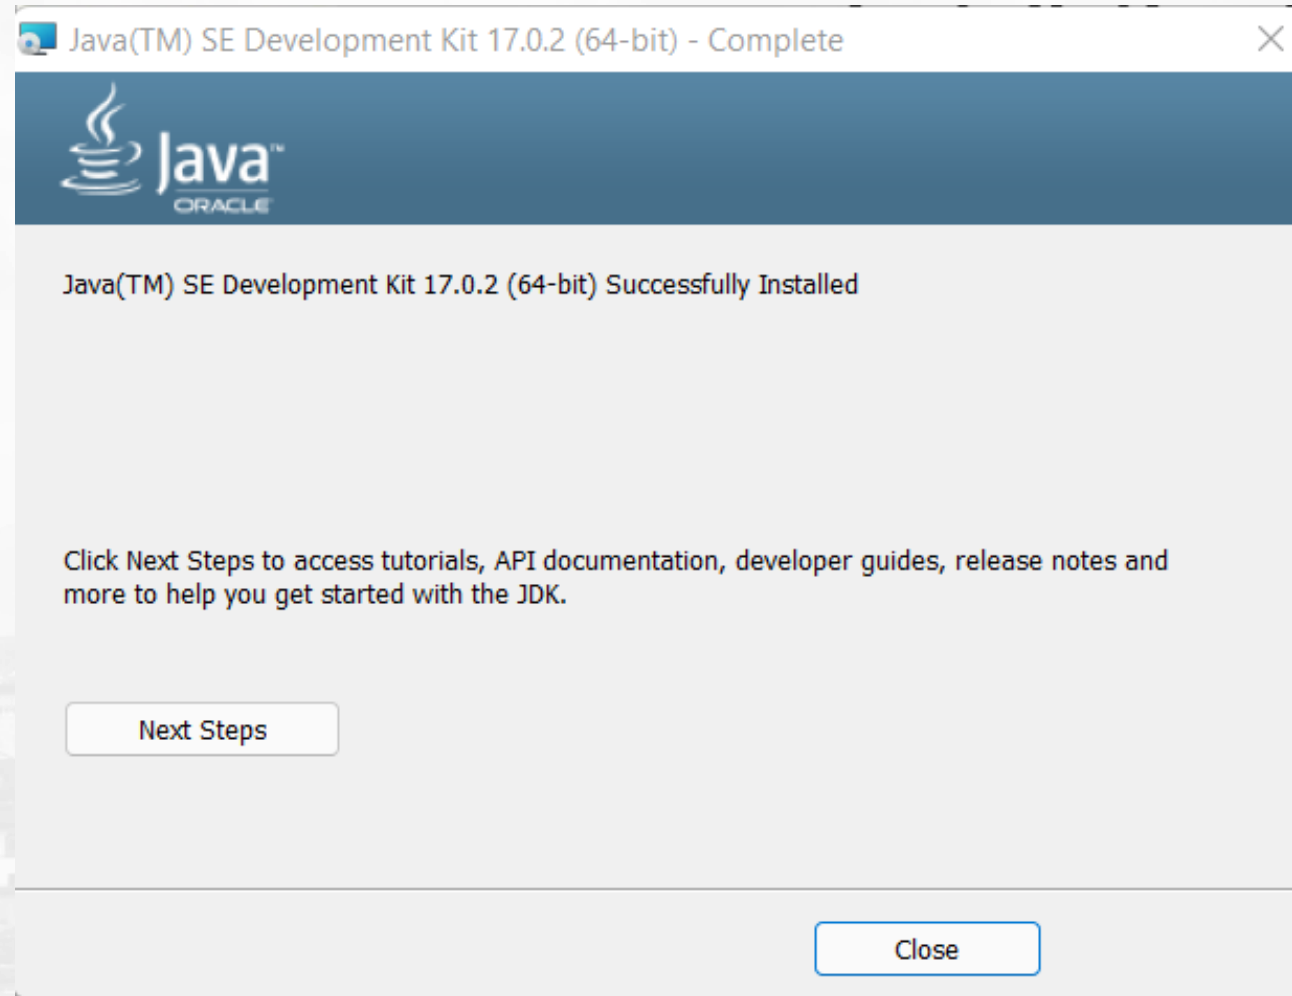 Java(TM) SE Development Kit 17.0.2 (64-bit) - Complete
Java™
ORACLE
Java(TM) SE Development Kit 17.0.2 (64-bit) Successfully Installed
Click Next Steps to access tutorials, API documentation, developer guides, release notes and
more to help you get started with the JDK.
Next Steps
Close